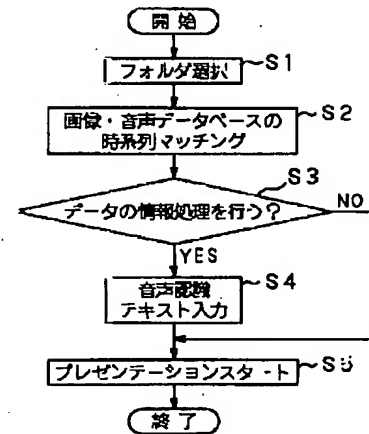 開始
フォルダ選択
S1
画像・音声データベースの
時系列マッチング
S2
S3
データの情報処理を行う?
NO
YES
音声認識
テキスト入力
S4
プレゼンテーションスタート
S5
終了